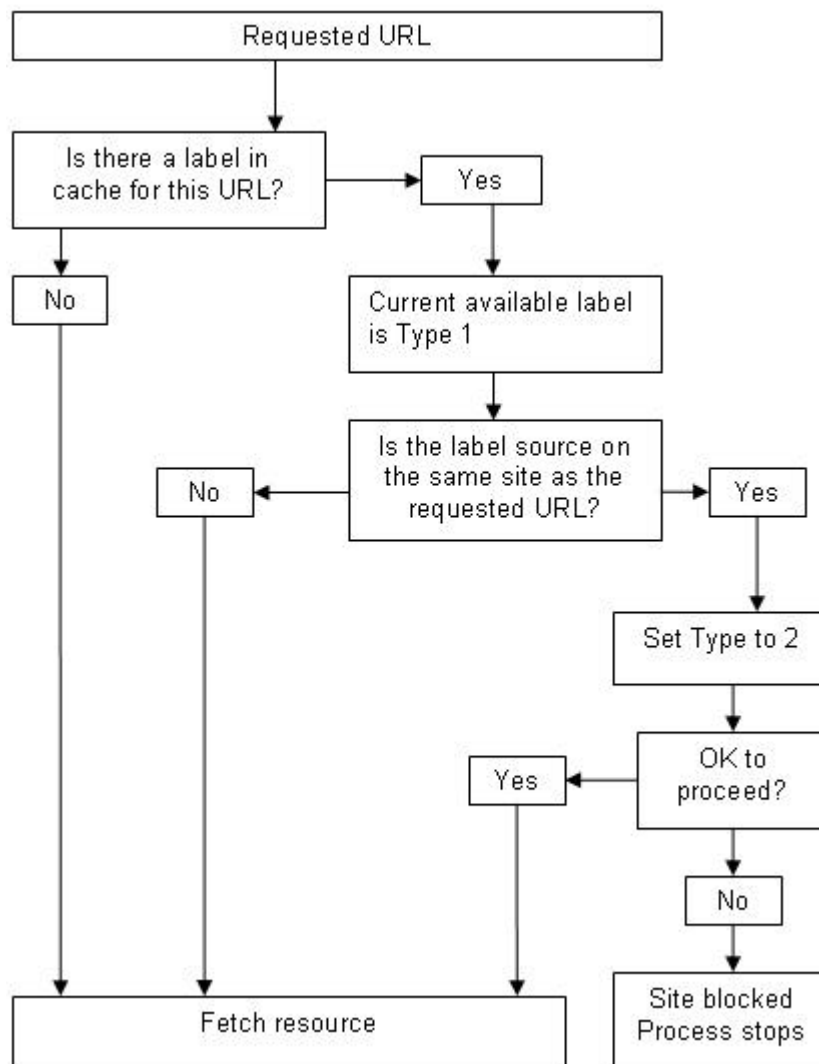 Requested URL
Is there a label in
cache for this URL?
Yes
No
Current available label
is Type 1
Is the label source on
the same site as the
requested URL?
No
Yes
Set Type to 2
OK to
proceed?
Yes
No
Fetch resource
Site blocked
Process stops